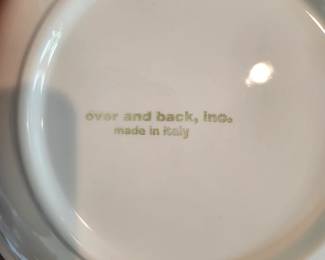 over and back, inc.
made in italy